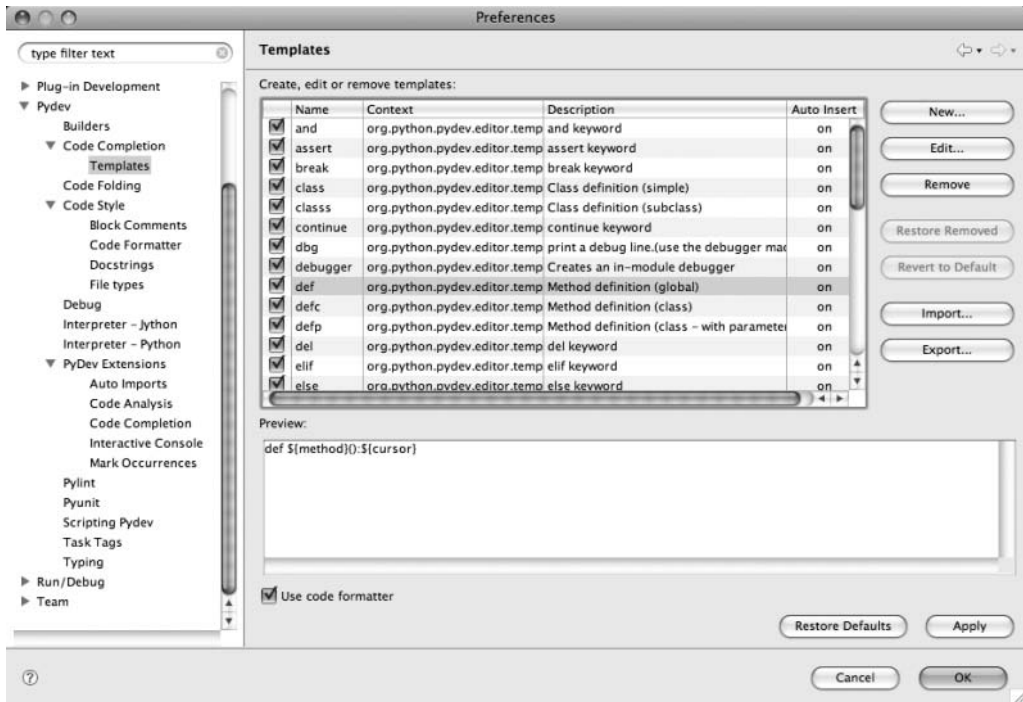 Preferences
type filter text
Plug-in Development
Pydev
Builders
Code Completion
Templates
Code Folding
Code Style
Block Comments
Code Formatter
Docstrings
File types
Debug
Interpreter - Jython
Interpreter - Python
PyDev Extensions
Auto Imports
Code Analysis
Code Completion
Interactive Console
Mark Occurrences
Pylint
Pyunit
Scripting Pydev
Task Tags
Typing
Run/Debug
Team
Templates
Create, edit or remove templates:
Name Context Description Auto Insert
and org.python.pydev.editor.temp and keyword on
assert org.python.pydev.editor.temp assert keyword on
break org.python.pydev.editor.temp break keyword on
class org.python.pydev.editor.temp Class definition (simple) on
classs org.python.pydev.editor.temp Class definition (subclass) on
continue org.python.pydev.editor.temp continue keyword on
dbg org.python.pydev.editor.temp print a debug line.(use the debugger mac on
debugger org.python.pydev.editor.temp Creates an in-module debugger on
def org.python.pydev.editor.temp Method definition (global) on
defc org.python.pydev.editor.temp Method definition (class) on
defp org.python.pydev.editor.temp Method definition (class - with parameter on
del org.python.pydev.editor.temp del keyword on
elif org.python.pydev.editor.temp elif keyword on
else org.python.pydev.editor.temp else keyword on
New...
Edit...
Remove
Restore Removed
Revert to Default
Import...
Export...
Preview:
def ${method}():${cursor}
Use code formatter
Restore Defaults
Apply
?
Cancel
OK